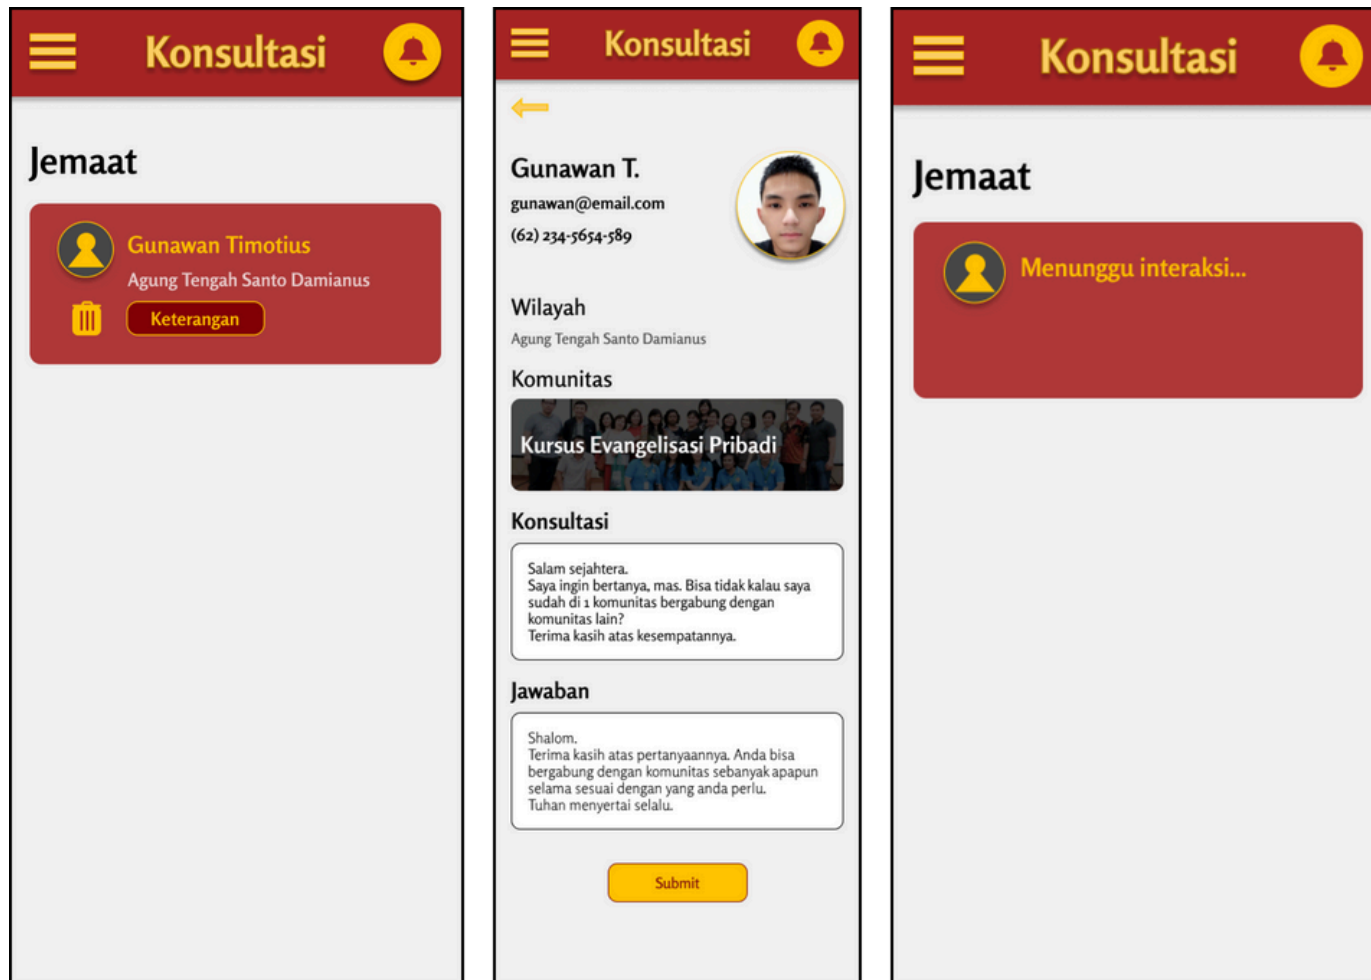 Konsultasi
Jemaat
Gunawan Timotius
Agung Tengah Santo Damianus
Keterangan
Konsultasi
Gunawan T.
gunawan@email.com
(62) 234-5654-589
Wilayah
Agung Tengah Santo Damianus
Komunitas
Kursus Evangelisasi Pribadi
Konsultasi
Salam sejahtera.
Saya ingin bertanya, mas. Bisa tidak kalau saya
sudah di 1 komunitas bergabung dengan
komunitas lain?
Terima kasih atas kesempatannya.
Jawaban
Shalom.
Terima kasih atas pertanyaannya. Anda bisa
bergabung dengan komunitas sebanyak apapun
selama sesuai dengan yang anda perlu.
Tuhan menyertai selalu.
Submit
Konsultasi
Jemaat
Menunggu interaksi...